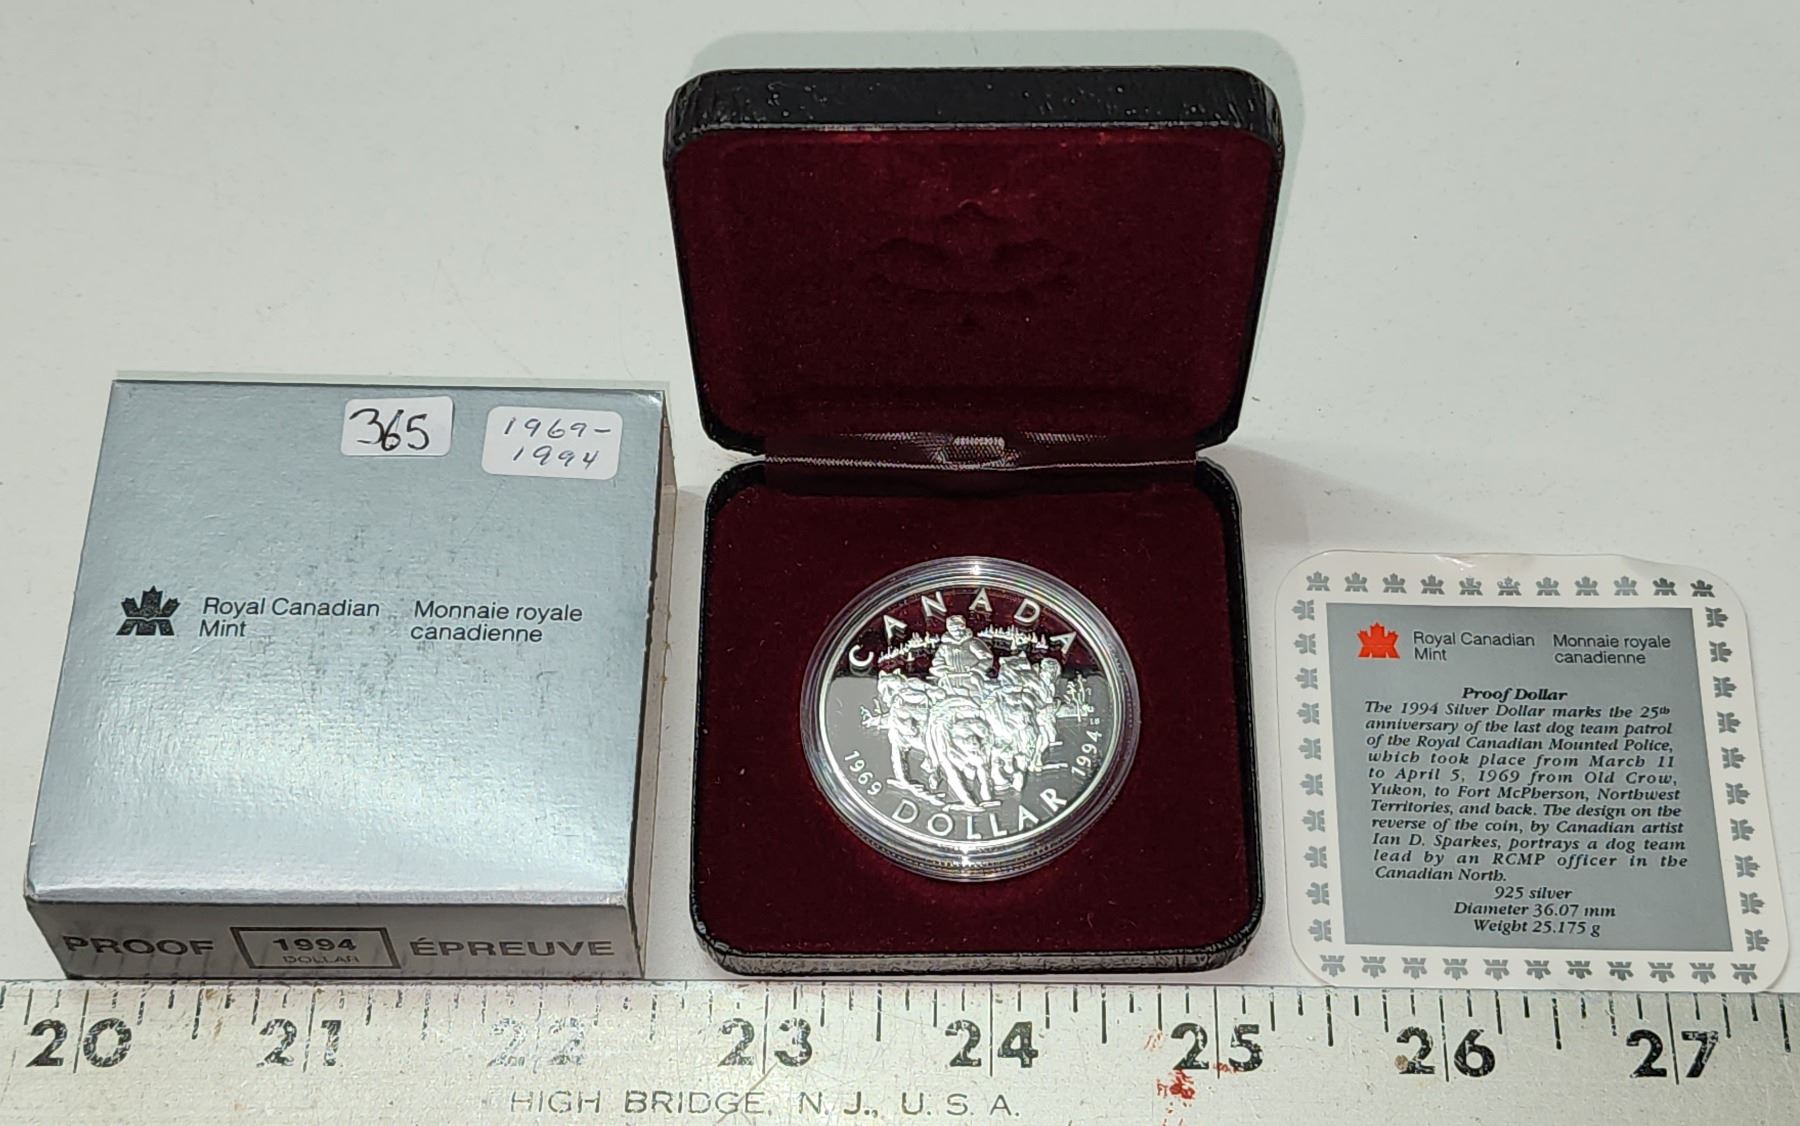 365
1969-
1994
Royal Canadian
Mint
Monnaie royale
canadienne
PROOF
1994
DOLLAR
ÉPREUVE
CANADA
1969
1994
DOLLAR
Royal Canadian
Mint
Monnaie royale
canadienne
Proof Dollar
The 1994 Silver Dollar marks the 25th
anniversary of the last dog team patrol
of the Royal Canadian Mounted Police,
which took place from March 11
to April 5, 1969 from Old Crow,
Yukon, to Fort McPherson, Northwest
Territories, and back. The design on the
reverse of the coin, by Canadian artist
Ian D. Sparkes, portrays a dog team
lead by an RCMP officer in the
Canadian North.
925 silver
Diameter 36.07 mm
Weight 25.175 g
20 21 22 23 24 25 26 27
HIGH BRIDGE, N. J., U. S. A.